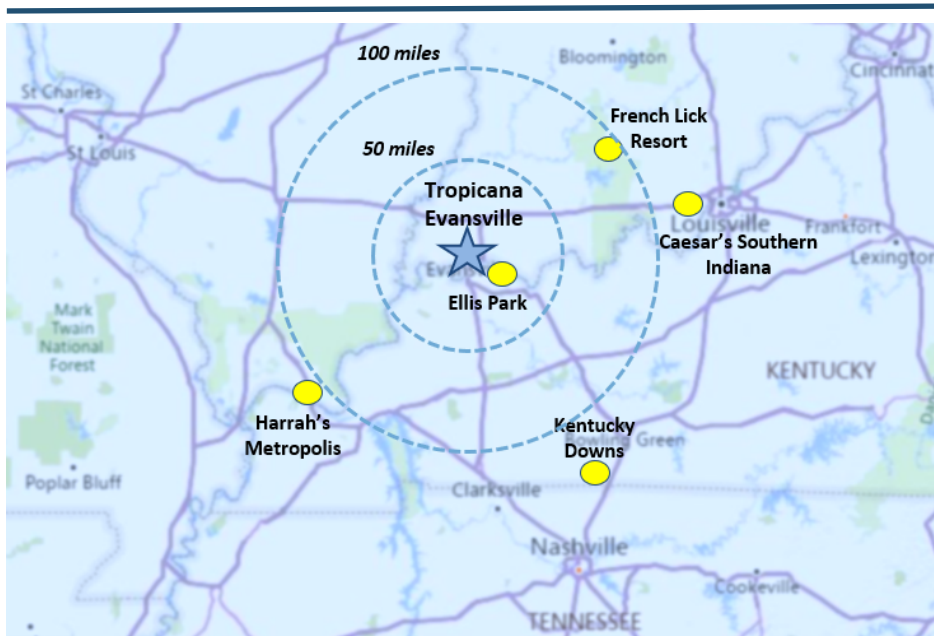 100 miles
Bloomington
Cincinnat
St Charles
French Lick
Resort
St Louis
50 miles
Tropicana
Evansville
Louisville
Frankfort
Caesar's Southern
Indiana
Lexington
Evans
Ellis Park
Mark
Twain
National
Forest
KENTUCKY
Harrah's
Metropolis
Kentucky
Downs
Bowling Green
Poplar Bluff
Clarksville
Nashville
Cookeville
TENNESSEE